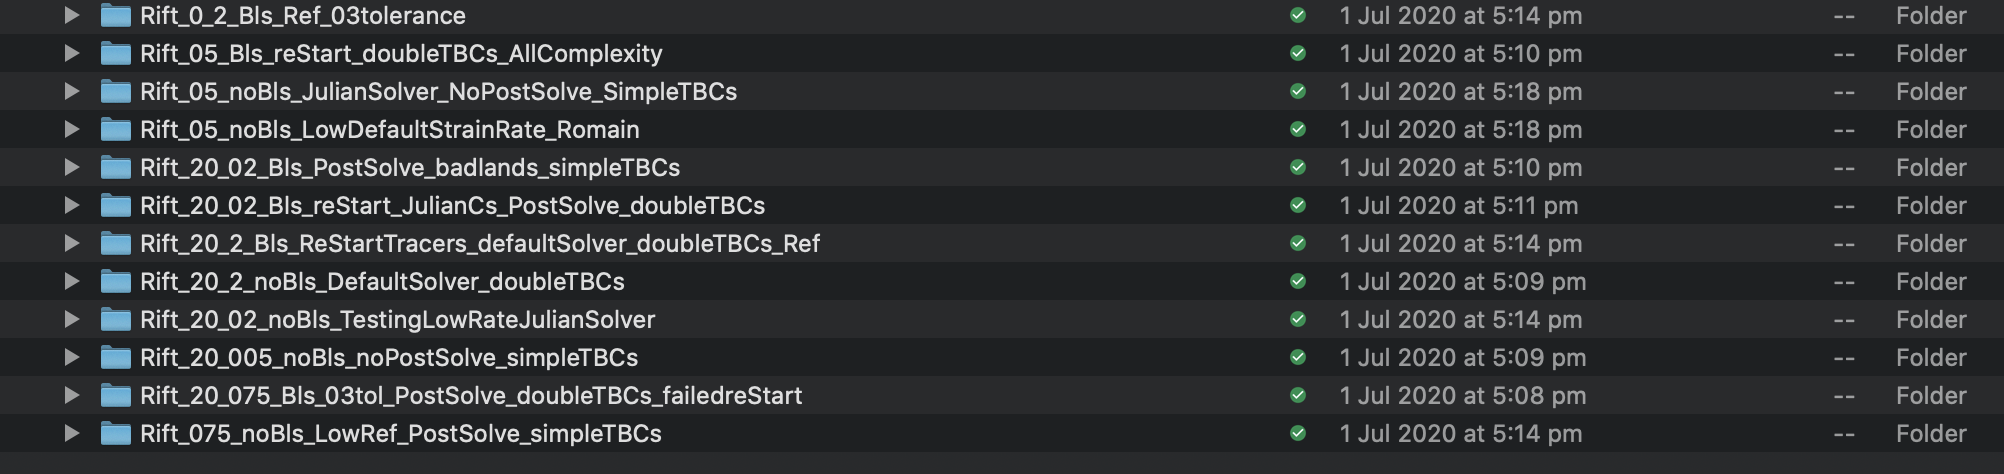 Rift_0_2_Bls_Ref_03tolerance 1 Jul 2020 at 5:14 pm -- Folder
Rift_05_Bls_reStart_doubleTBCs_AllComplexity 1 Jul 2020 at 5:10 pm -- Folder
Rift_05_noBls_JulianSolver_NoPostSolve_SimpleTBCs 1 Jul 2020 at 5:18 pm -- Folder
Rift_05_noBls_LowDefaultStrainRate_Romain 1 Jul 2020 at 5:18 pm -- Folder
Rift_20_02_Bls_PostSolve_badlands_simpleTBCs 1 Jul 2020 at 5:10 pm -- Folder
Rift_20_02_Bls_reStart_JulianCs_PostSolve_doubleTBCs 1 Jul 2020 at 5:11 pm -- Folder
Rift_20_2_Bls_ReStartTracers_defaultSolver_doubleTBCs_Ref 1 Jul 2020 at 5:14 pm -- Folder
Rift_20_2_noBls_DefaultSolver_doubleTBCs 1 Jul 2020 at 5:09 pm -- Folder
Rift_20_02_noBls_TestingLowRateJulianSolver 1 Jul 2020 at 5:14 pm -- Folder
Rift_20_005_noBls_noPostSolve_simpleTBCs 1 Jul 2020 at 5:09 pm -- Folder
Rift_20_075_Bls_03tol_PostSolve_doubleTBCs_failedreStart 1 Jul 2020 at 5:08 pm -- Folder
Rift_075_noBls_LowRef_PostSolve_simpleTBCs 1 Jul 2020 at 5:14 pm -- Folder